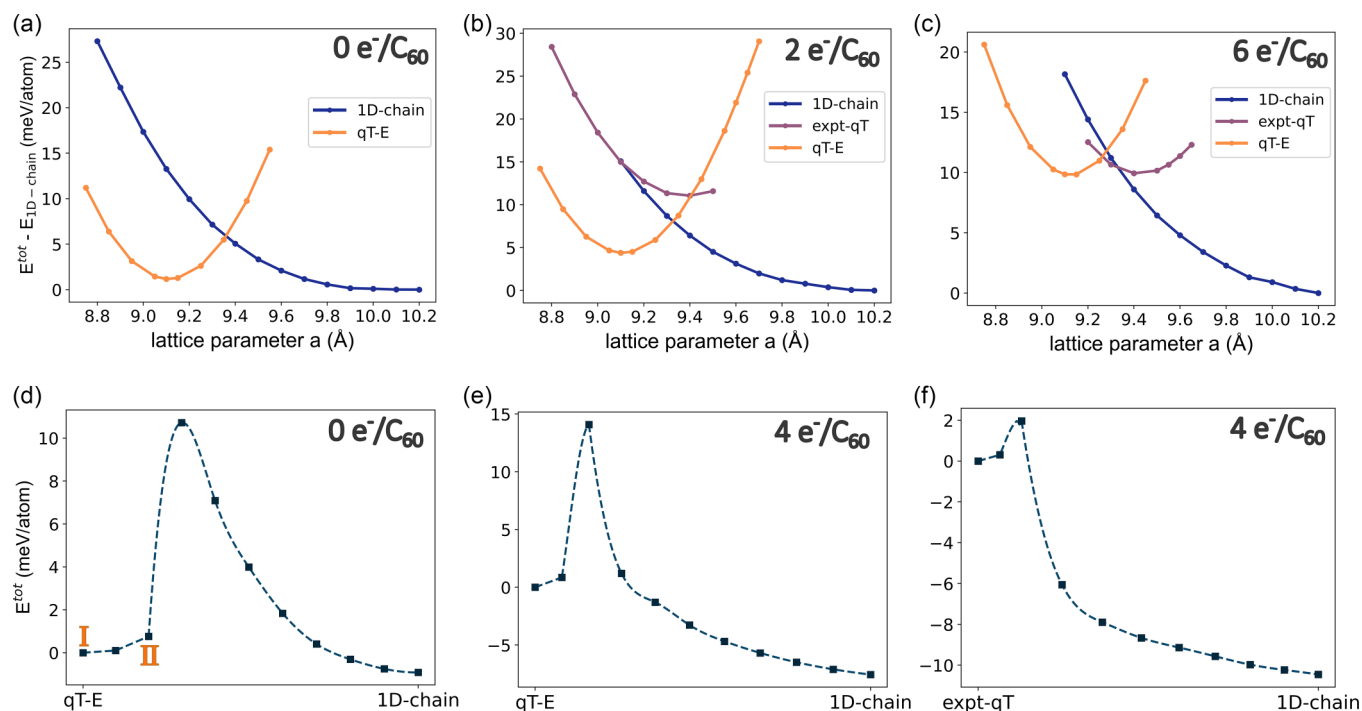 (a)
0 e⁻/C₆₀
1D-chain
qT-E
E^tot - E_1D-chain (meV/atom)
25
20
15
10
5
0
8.8 9.0 9.2 9.4 9.6 9.8 10.0 10.2
lattice parameter a (Å)
(b)
2 e⁻/C₆₀
1D-chain
expt-qT
qT-E
30
25
20
15
10
5
0
8.8 9.0 9.2 9.4 9.6 9.8 10.0 10.2
lattice parameter a (Å)
(c)
6 e⁻/C₆₀
1D-chain
expt-qT
qT-E
20
15
10
5
0
8.8 9.0 9.2 9.4 9.6 9.8 10.0 10.2
lattice parameter a (Å)
(d)
0 e⁻/C₆₀
E^tot (meV/atom)
10
8
6
4
2
0
I
II
qT-E 1D-chain
(e)
4 e⁻/C₆₀
15
10
5
0
−5
qT-E 1D-chain
(f)
4 e⁻/C₆₀
2
0
−2
−4
−6
−8
−10
expt-qT 1D-chain